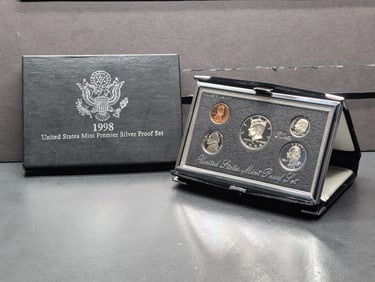 1998
United States Mint Premier Silver Proof Set
United States Mint Proof Set